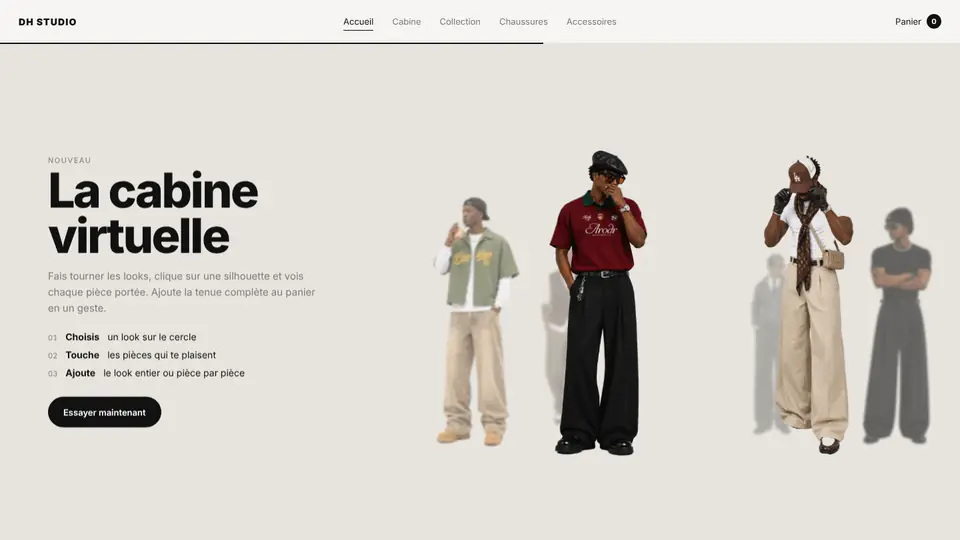 DH STUDIO
Accueil
Cabine
Collection
Chaussures
Accessoires
Panier 0
NOUVEAU
La cabine
virtuelle
Fais tourner les looks, clique sur une silhouette et vois
chaque pièce portée. Ajoute la tenue complète au panier
en un geste.
01 Choisis un look sur le cercle
02 Touche les pièces qui te plaisent
03 Ajoute le look entier ou pièce par pièce
Essayer maintenant